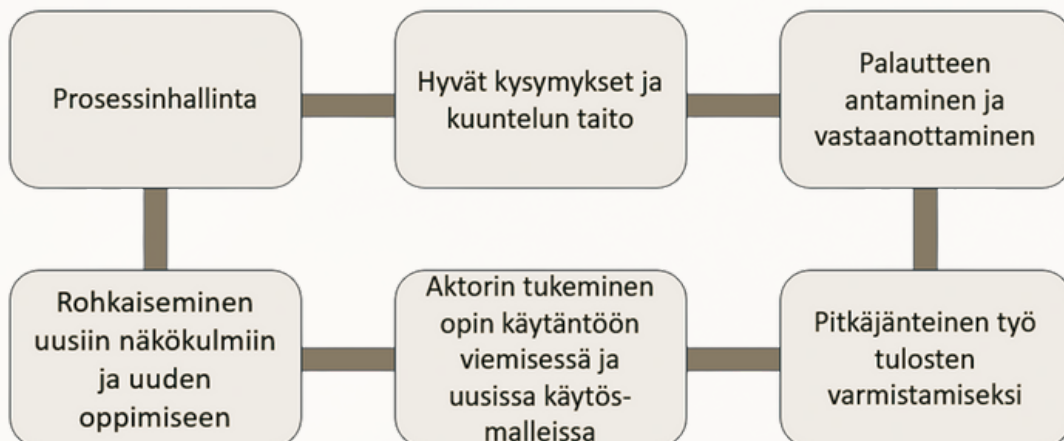 Prosessinhallinta
Hyvät kysymykset ja
kuuntelun taito
Palautteen
antaminen ja
vastaanottaminen
Rohkaiseminen
uusiin näkökulmiin
ja uuden
oppimiseen
Aktorin tukeminen
opin käytäntöön
viemisessä ja
uusissa käytös-
malleissa
Pitkäjänteinen työ
tulosten
varmistamiseksi